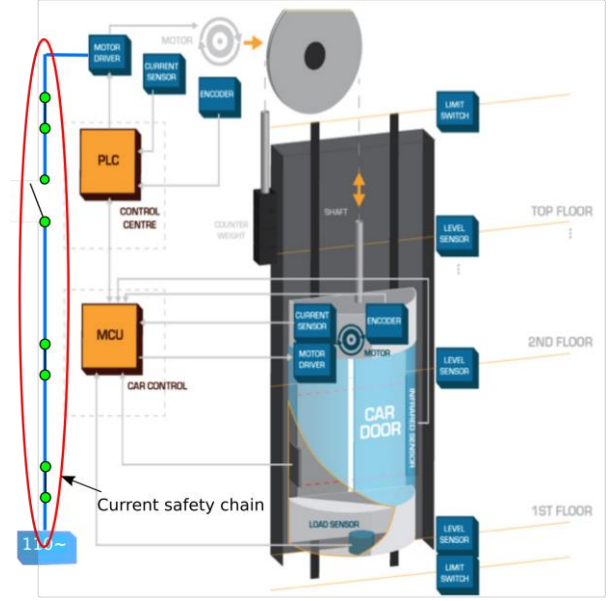 MOTOR
DRIVER
MOTOR
CURRENT
SENSOR
ENCODER
LIMIT
SWITCH
PLC
CONTROL
CENTRE
COUNTER
WEIGHT
SHAFT
TOP FLOOR
LEVEL
SENSOR
MCU
CAR CONTROL
CURRENT
SENSOR
ENCODER
MOTOR
DRIVER
MOTOR
2ND FLOOR
LEVEL
SENSOR
CAR
DOOR
INFRARED SENSOR
Current safety chain
LOAD SENSOR
1ST FLOOR
LEVEL
SENSOR
LIMIT
SWITCH